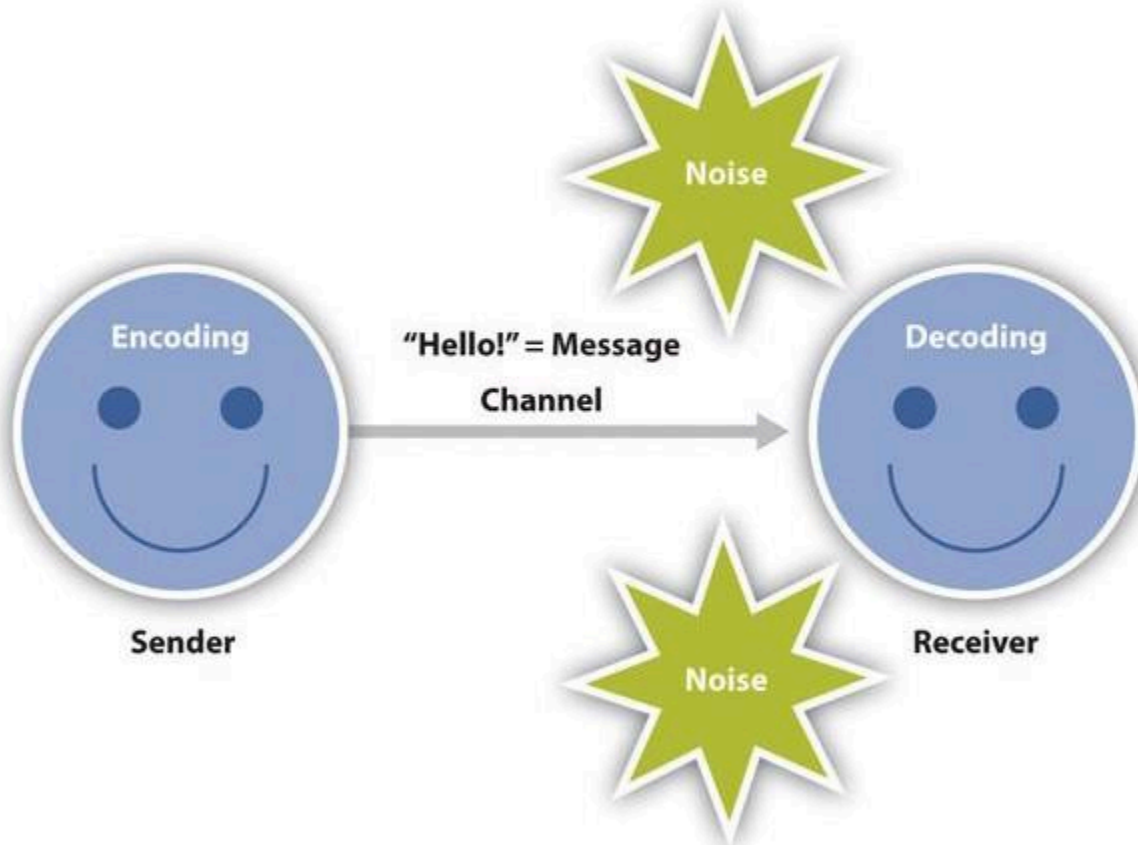 Noise
Encoding
"Hello!" = Message
Channel
Decoding
Sender
Receiver
Noise